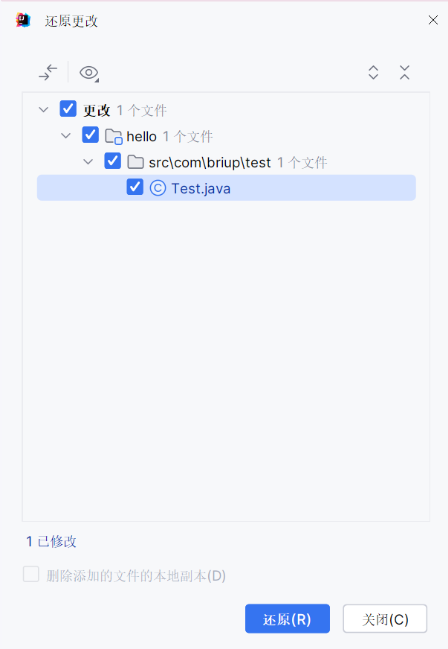 还原更改
更改 1 个文件
hello 1 个文件
src\com\briup\test 1 个文件
Test.java
1 已修改
删除添加的文件的本地副本(D)
还原(R) 关闭(C)